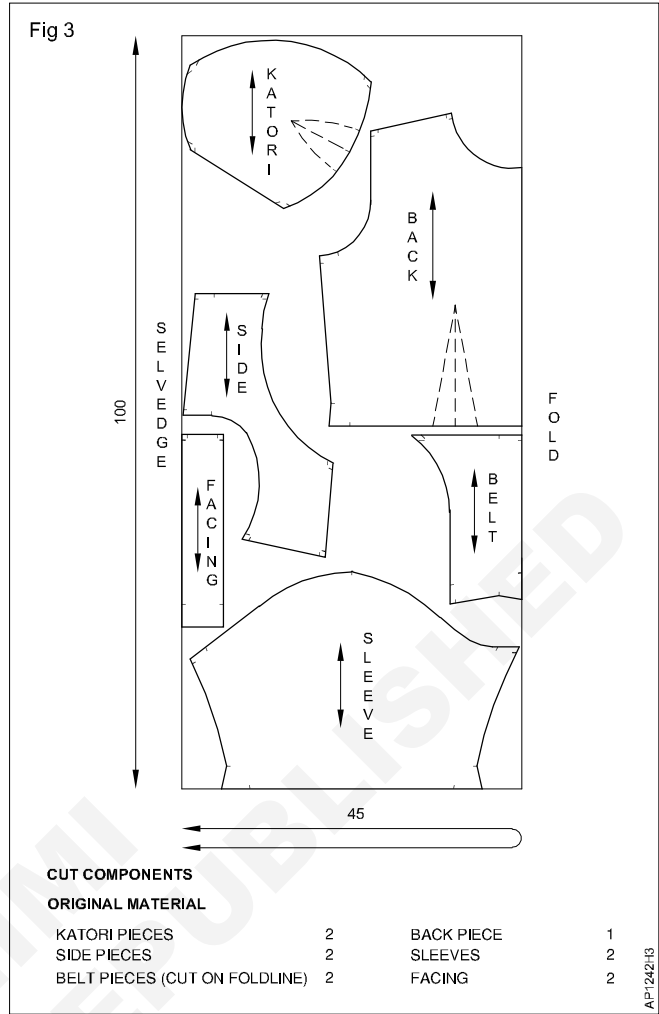 Fig 3
KATORI
BACK
SELVEDGE
SIDE
100
FOLD
FACING
BELT
SLEEVE
45
CUT COMPONENTS
ORIGINAL MATERIAL
KATORI PIECES 2 BACK PIECE 1
SIDE PIECES 2 SLEEVES 2
BELT PIECES (CUT ON FOLDLINE) 2 FACING 2
AP1242H3